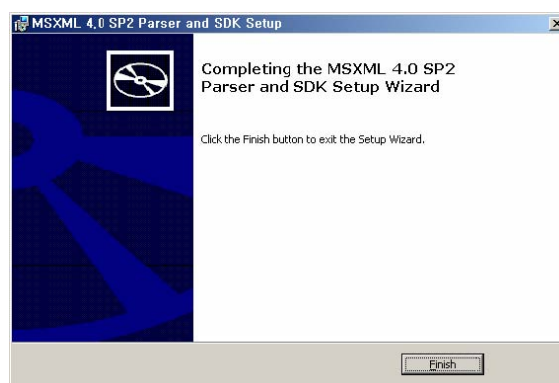 MSXML 4.0 SP2 Parser and SDK Setup
Completing the MSXML 4.0 SP2
Parser and SDK Setup Wizard
Click the Finish button to exit the Setup Wizard.
Finish